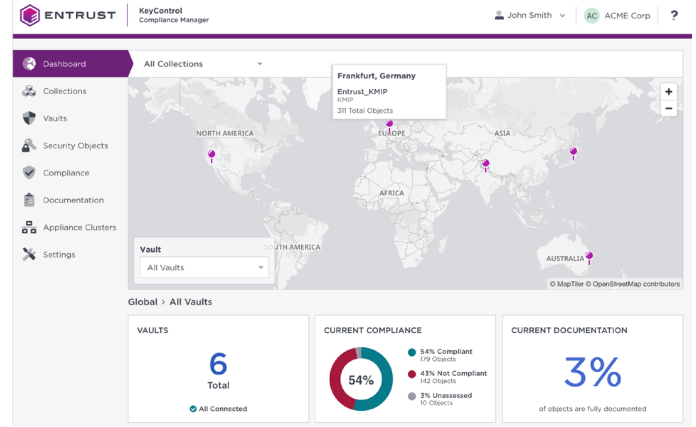 ENTRUST
KeyControl
Compliance Manager
John Smith
AC ACME Corp
?
Dashboard
Collections
Vaults
Security Objects
Compliance
Documentation
Appliance Clusters
Settings
All Collections
Frankfurt, Germany
Entrust_KMIP
KMIP
311 Total Objects
+
−
NORTH AMERICA
EUROPE
ASIA
AFRICA
SOUTH AMERICA
AUSTRALIA
Vault
All Vaults
© MapTiler © OpenStreetMap contributors
Global > All Vaults
VAULTS
6
Total
All Connected
CURRENT COMPLIANCE
54%
54% Compliant
179 Objects
43% Not Compliant
142 Objects
3% Unassessed
10 Objects
CURRENT DOCUMENTATION
3%
of objects are fully documented